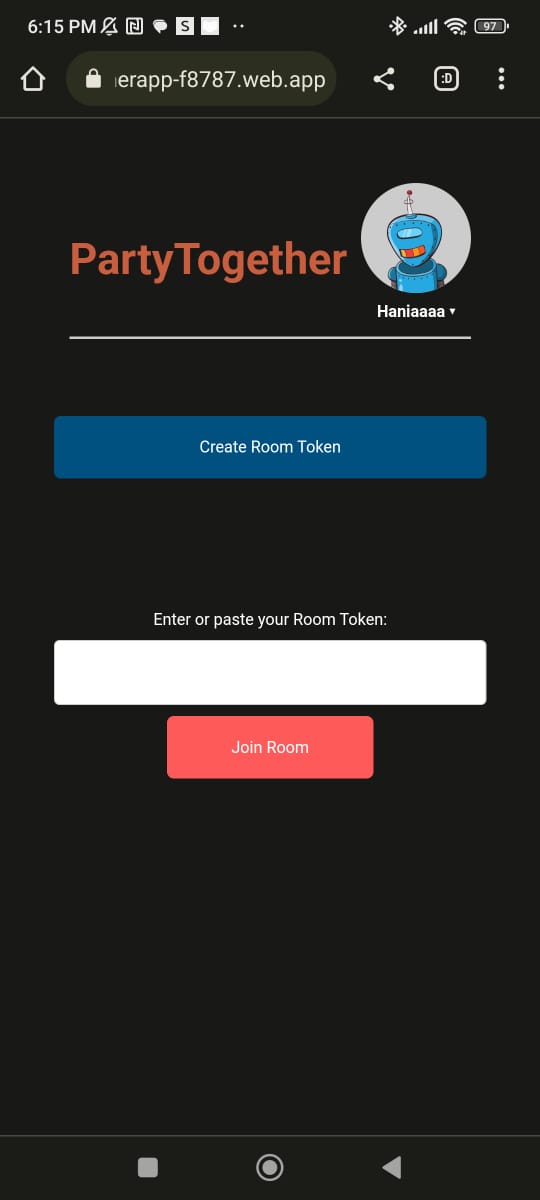 6:15 PM
S
97
erapp-f8787.web.app
:D
PartyTogether
Haniaaaa ▾
Create Room Token
Enter or paste your Room Token:
Join Room